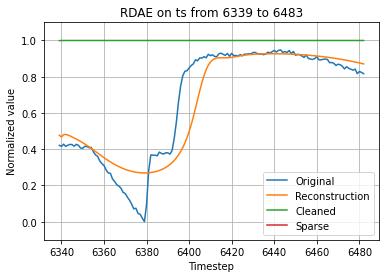 RDAE on ts from 6339 to 6483
Normalized value
1.0
0.8
0.6
0.4
0.2
0.0
Original
Reconstruction
Cleaned
Sparse
6340 6360 6380 6400 6420 6440 6460 6480
Timestep